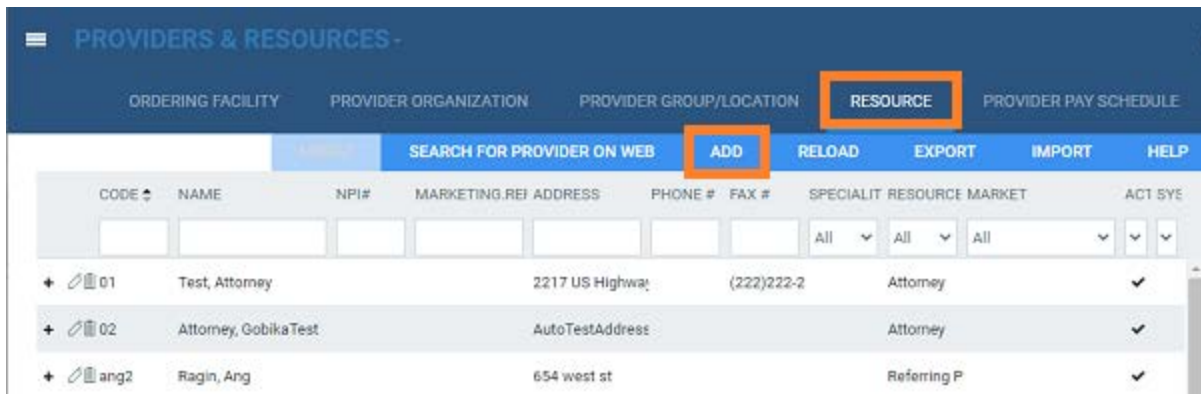 PROVIDERS & RESOURCES -
ORDERING FACILITY PROVIDER ORGANIZATION PROVIDER GROUP/LOCATION RESOURCE PROVIDER PAY SCHEDULE
SEARCH FOR PROVIDER ON WEB ADD RELOAD EXPORT IMPORT HELP
CODE NAME NPI# MARKETING REI ADDRESS PHONE # FAX # SPECIALIT RESOURCE MARKET ACT SYS
All All All
01 Test, Attorney 2217 US Highway (222)222-2 Attorney
02 Attorney, GobikaTest AutoTestAddress Attorney
ang2 Ragin, Ang 654 west st Referring P